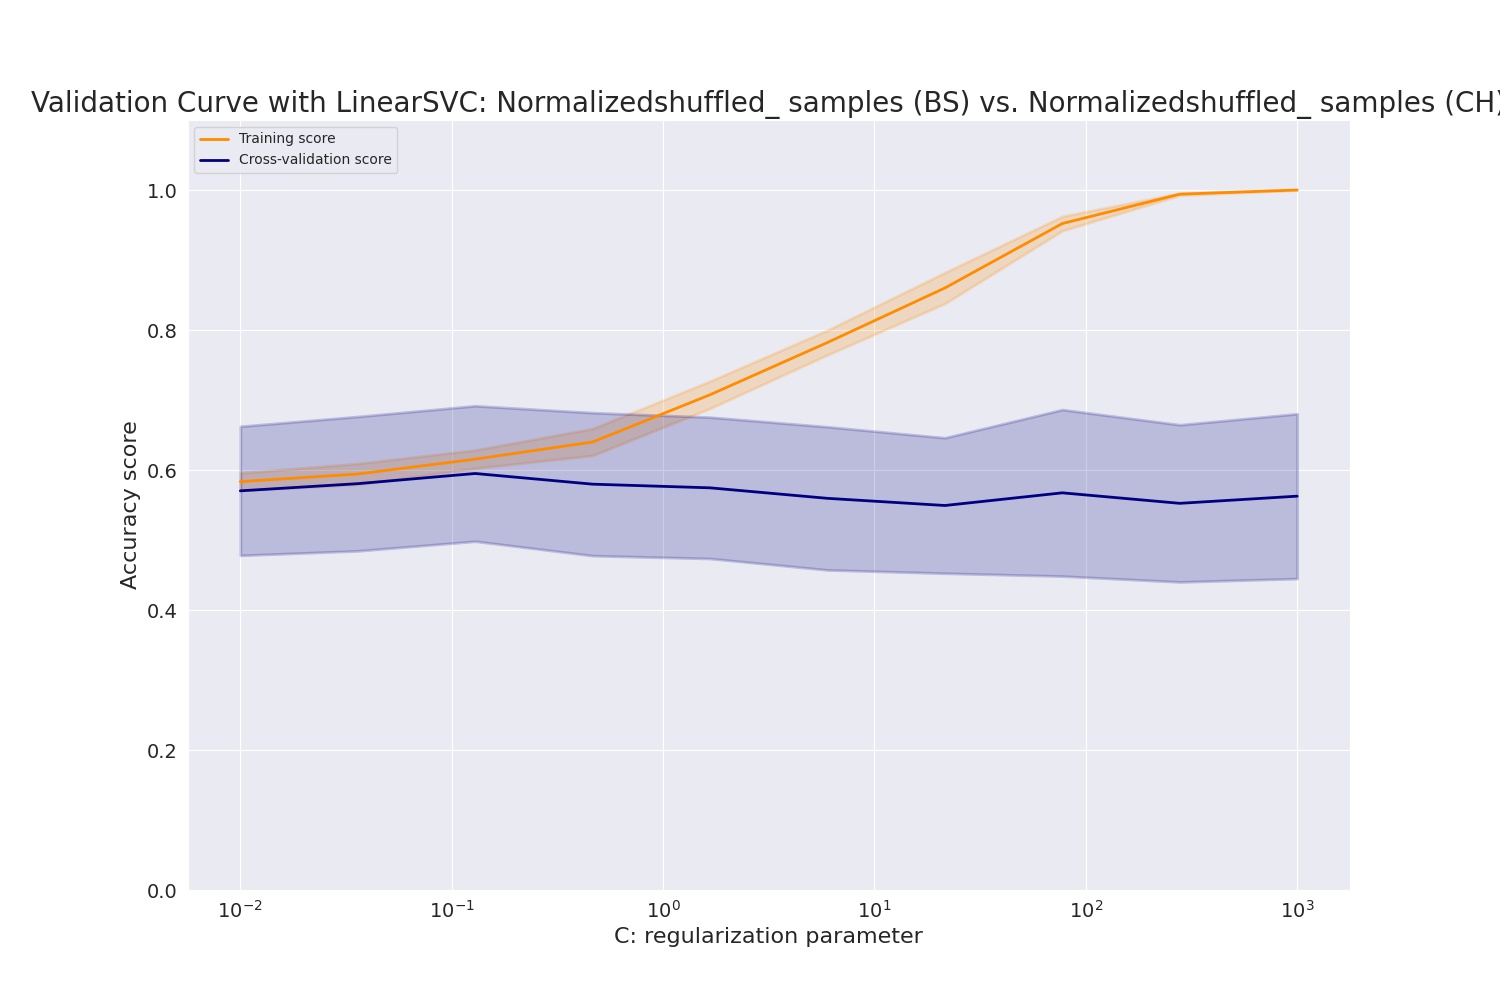 Validation Curve with LinearSVC: Normalizedshuffled_ samples (BS) vs. Normalizedshuffled_ samples (CH)
Training score
Cross-validation score
Accuracy score
1.0
0.8
0.6
0.4
0.2
0.0
10⁻² 10⁻¹ 10⁰ 10¹ 10² 10³
C: regularization parameter